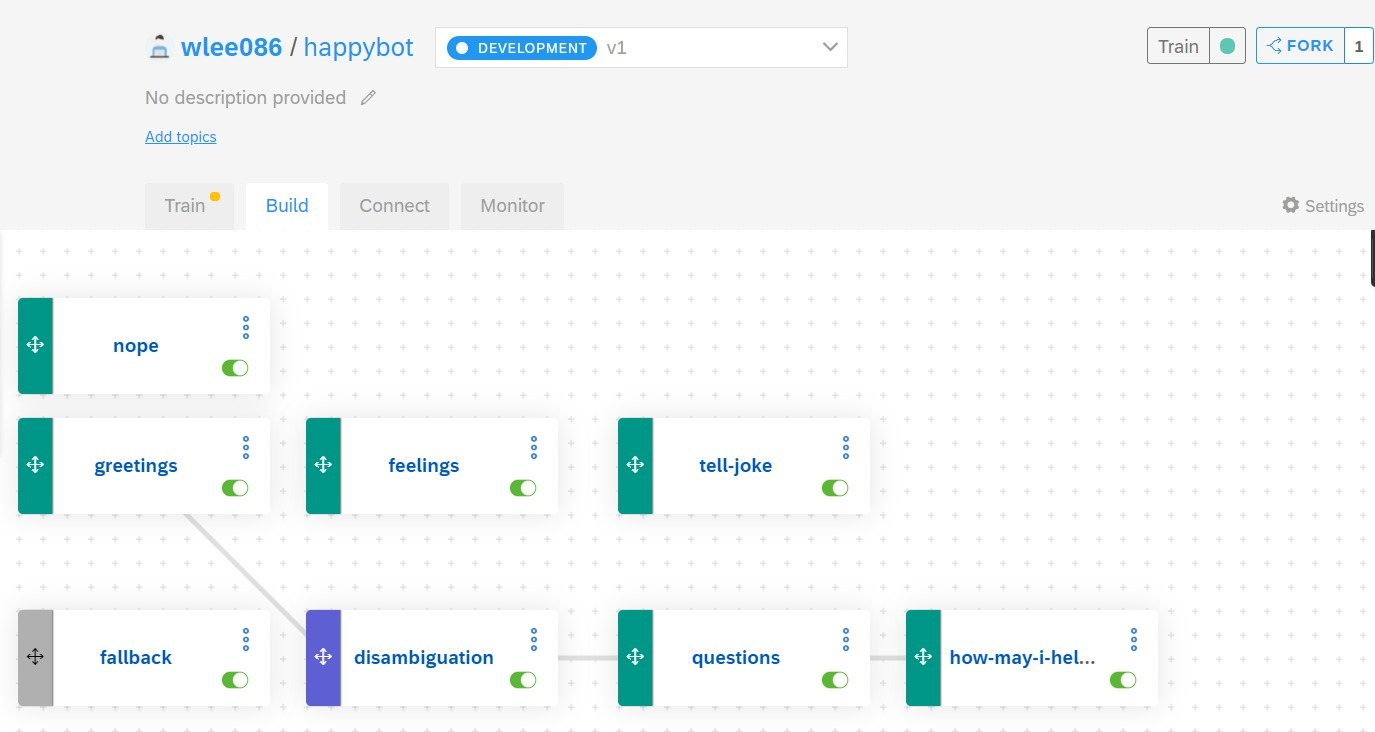 wlee086 / happybot DEVELOPMENT v1 Train FORK 1
No description provided
Add topics
Train Build Connect Monitor Settings
nope
greetings feelings tell-joke
fallback disambiguation questions how-may-i-hel...